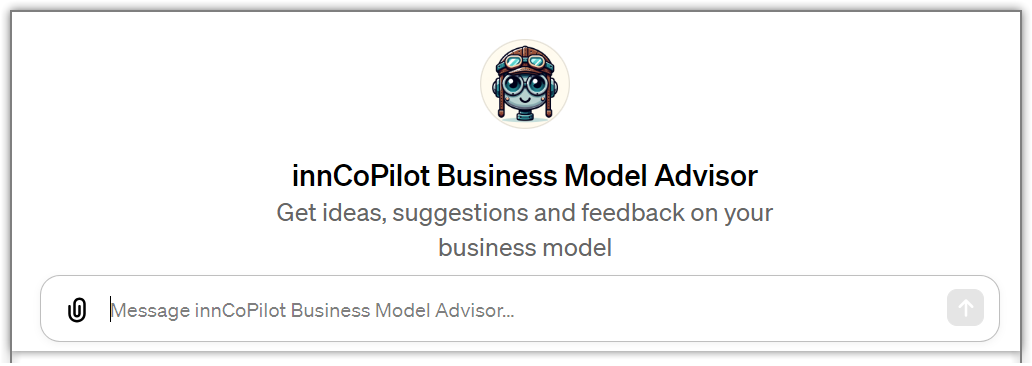 innCoPilot Business Model Advisor
Get ideas, suggestions and feedback on your
business model
Message innCoPilot Business Model Advisor...